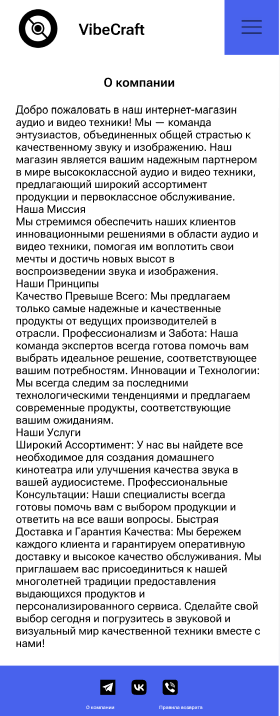 VibeCraft
О компании
Добро пожаловать в наш интернет-магазин
аудио и видео техники! Мы — команда
энтузиастов, объединенных общей страстью к
качественному звуку и изображению. Наш
магазин является вашим надежным партнером
в мире высококлассной аудио и видео техники,
предлагающий широкий ассортимент
продукции и первоклассное обслуживание.
Наша Миссия
Мы стремимся обеспечить наших клиентов
инновационными решениями в области аудио и
видео техники, помогая им воплотить свои
мечты и достичь новых высот в
воспроизведении звука и изображения.
Наши Принципы
Качество Превыше Всего: Мы предлагаем
только самые надежные и качественные
продукты от ведущих производителей в
отрасли. Профессионализм и Забота: Наша
команда экспертов всегда готова помочь вам
выбрать идеальное решение, соответствующее
вашим потребностям. Инновации и Технологии:
Мы всегда следим за последними
технологическими тенденциями и предлагаем
современные продукты, соответствующие
вашим ожиданиям.
Наши Услуги
Широкий Ассортимент: У нас вы найдете все
необходимое для создания домашнего
кинотеатра или улучшения качества звука в
вашей аудиосистеме. Профессиональные
Консультации: Наши специалисты всегда
готовы помочь вам с выбором продукции и
ответить на все ваши вопросы. Быстрая
Доставка и Гарантия Качества: Мы бережем
каждого клиента и гарантируем оперативную
доставку и высокое качество обслуживания. Мы
приглашаем вас присоединиться к нашей
многолетней традиции предоставления
выдающихся продуктов и
персонализированного сервиса. Сделайте свой
выбор сегодня и погрузитесь в звуковой и
визуальный мир качественной техники вместе с
нами!
О компании Правила возврата